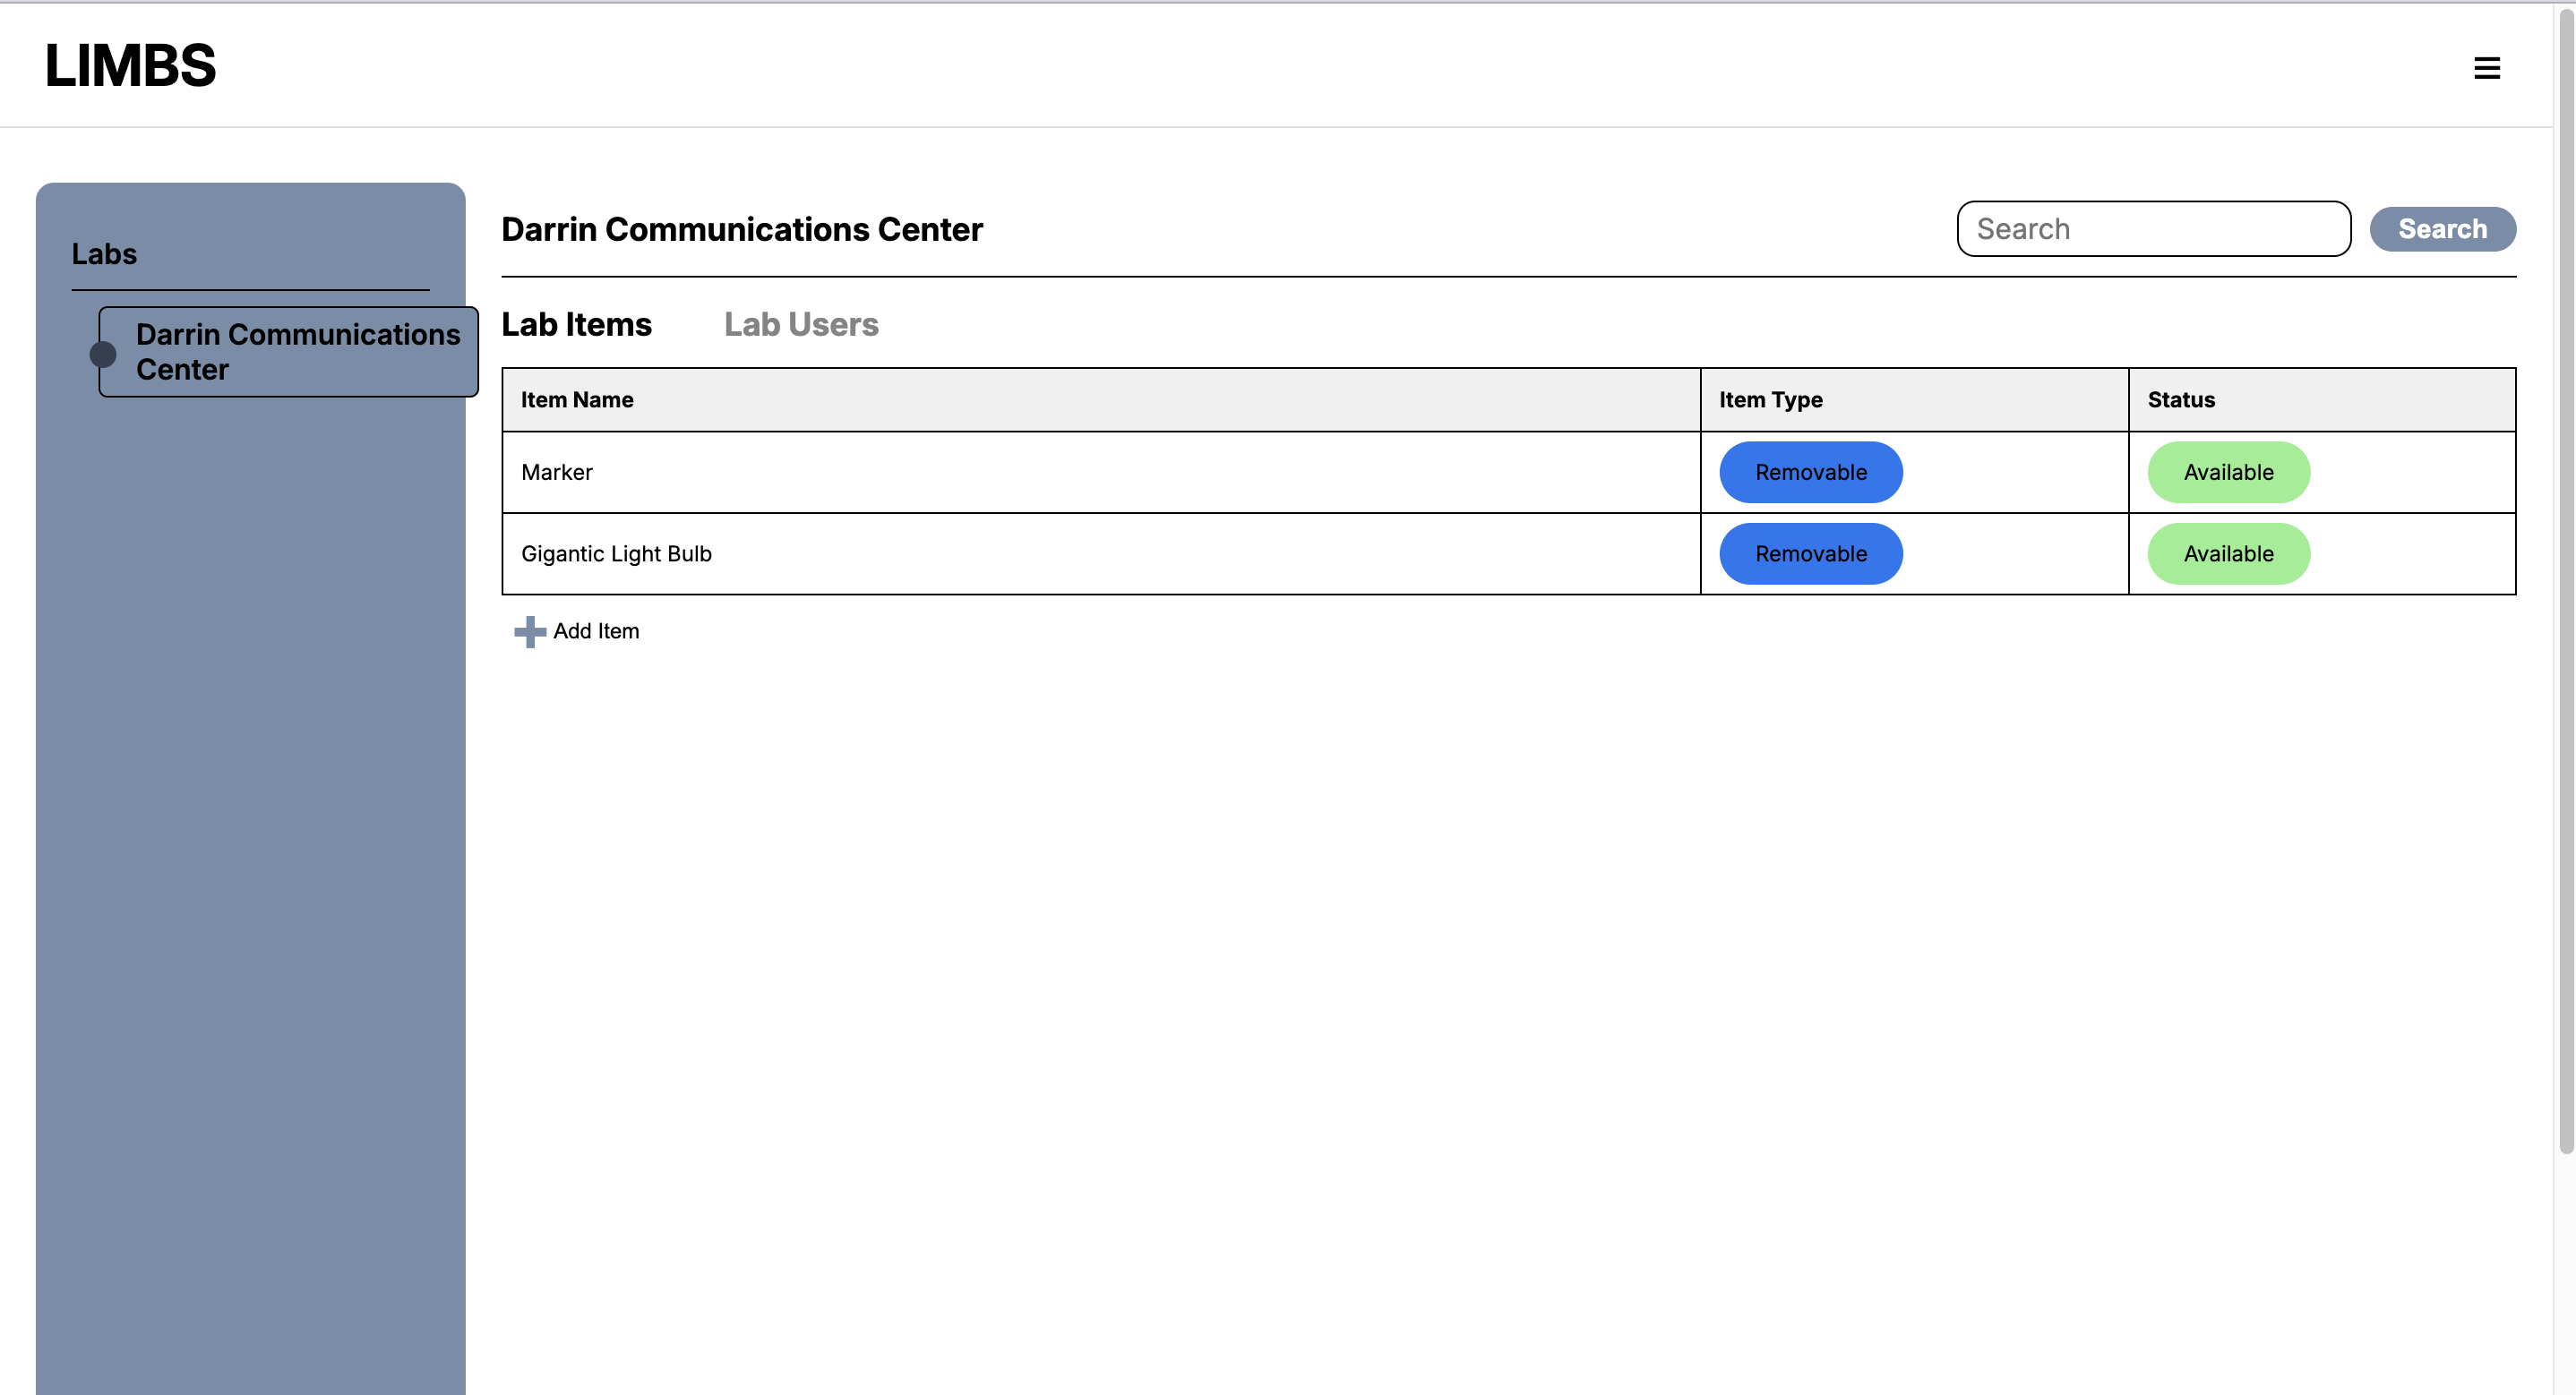 LIMBS
Labs
Darrin Communications
Center
Darrin Communications Center
Search
Search
Lab Items Lab Users
Item Name Item Type Status
Marker Removable Available
Gigantic Light Bulb Removable Available
Add Item